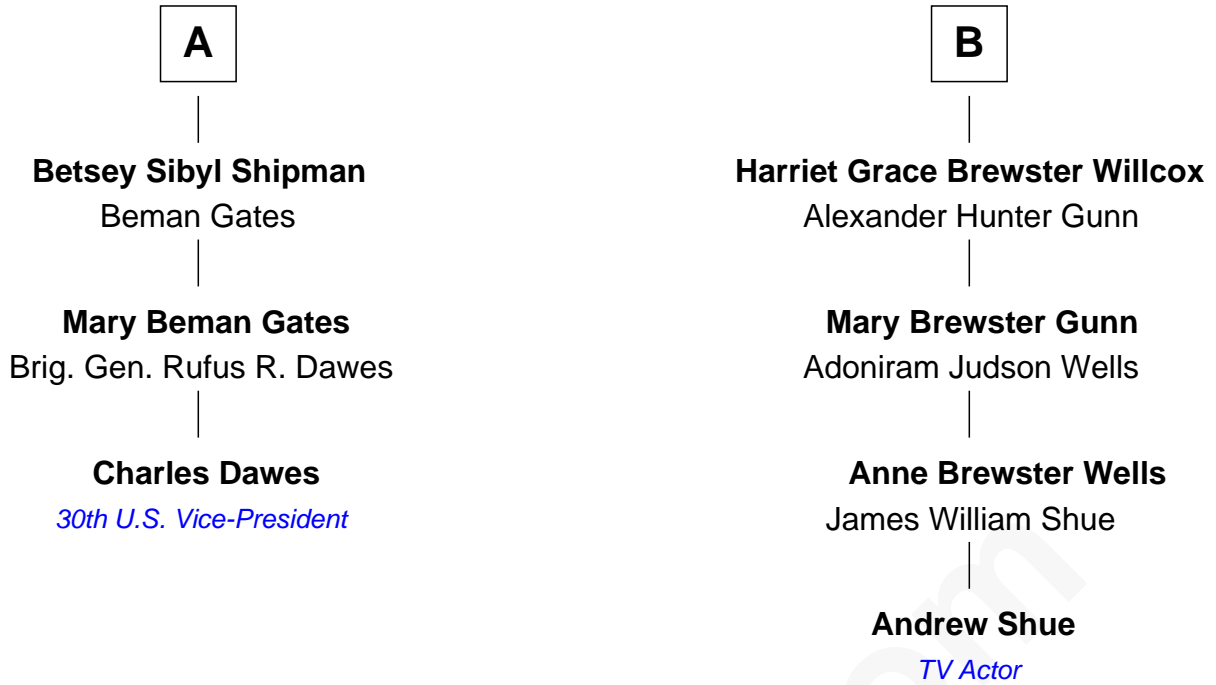 A
Betsey Sibyl Shipman
Beman Gates
Mary Beman Gates
Brig. Gen. Rufus R. Dawes
Charles Dawes
30th U.S. Vice-President
B
Harriet Grace Brewster Willcox
Alexander Hunter Gunn
Mary Brewster Gunn
Adoniram Judson Wells
Anne Brewster Wells
James William Shue
Andrew Shue
TV Actor